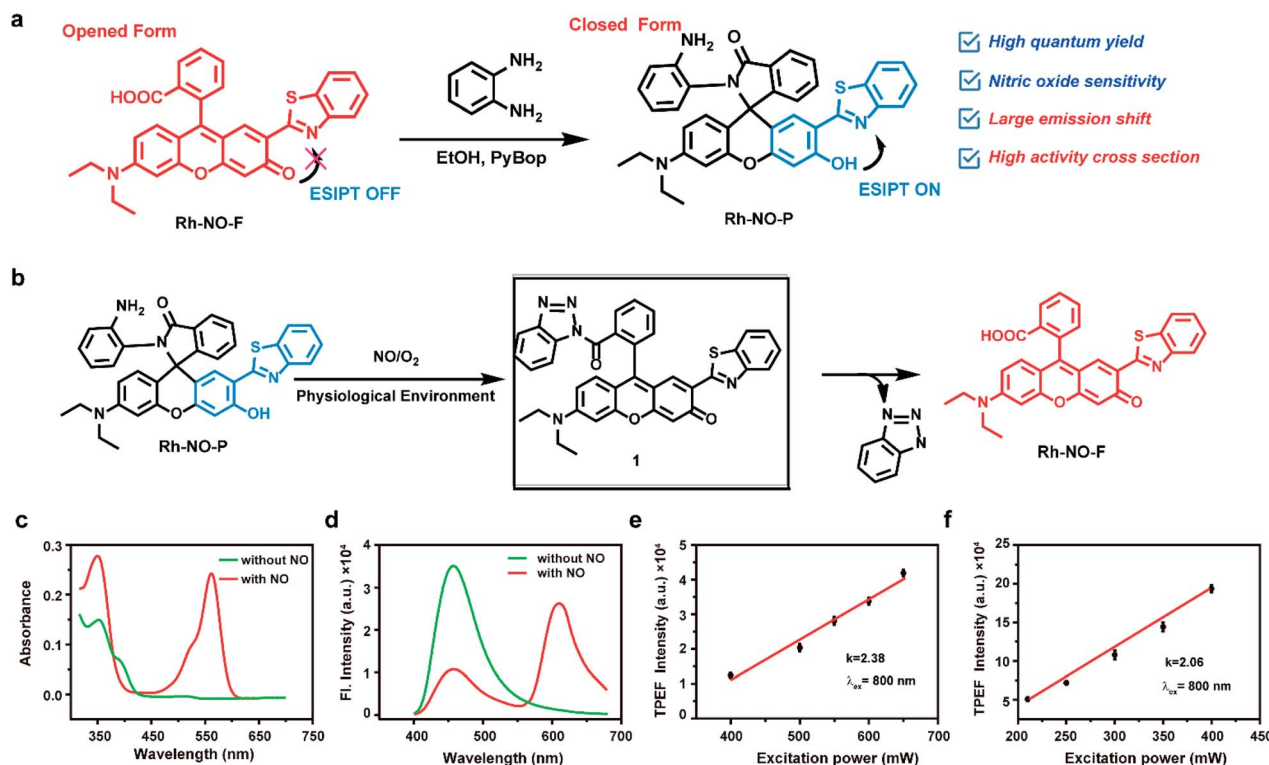 a
Opened Form
HOOC
S
N
N
O
O
ESIPT OFF
Rh-NO-F
NH2
NH2
EtOH, PyBop
Closed Form
NH2
O
N
S
N
N
O
OH
ESIPT ON
Rh-NO-P
High quantum yield
Nitric oxide sensitivity
Large emission shift
High activity cross section
b
NH2
O
N
S
N
N
O
OH
Rh-NO-P
NO/O2
Physiological Environment
N
N
N
O
S
N
N
O
O
1
N
N
N
HOOC
S
N
N
O
O
Rh-NO-F
c
0.3
0.2
0.1
0.0
Absorbance
without NO
with NO
350 450 550 650 750
Wavelength (nm)
d
4
3
2
1
0
Fl. Intensity (a.u.) ×10⁴
without NO
with NO
400 500 600 700
Wavelength (nm)
e
5
4
3
2
1
0
TPEF Intensity (a.u.) ×10⁴
k=2.38
λex= 800 nm
400 500 600 700
Excitation power (mW)
f
25
20
15
10
5
TPEF Intensity (a.u.) ×10⁴
k=2.06
λex= 800 nm
200 250 300 350 400 450
Excitation power (mW)